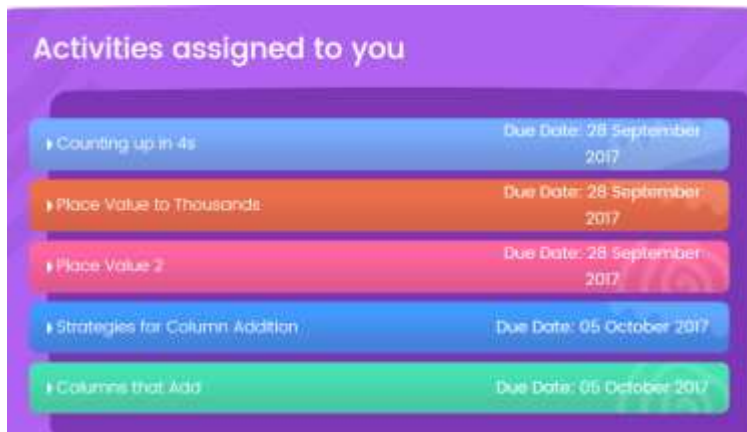 Activities assigned to you
Counting up in 4s
Due Date: 28 September
2017
Place Value to Thousands
Due Date: 28 September
2017
Place Value 2
Due Date: 28 September
2017
Strategies for Column Addition
Due Date: 05 October 2017
Columns that Add
Due Date: 05 October 2017